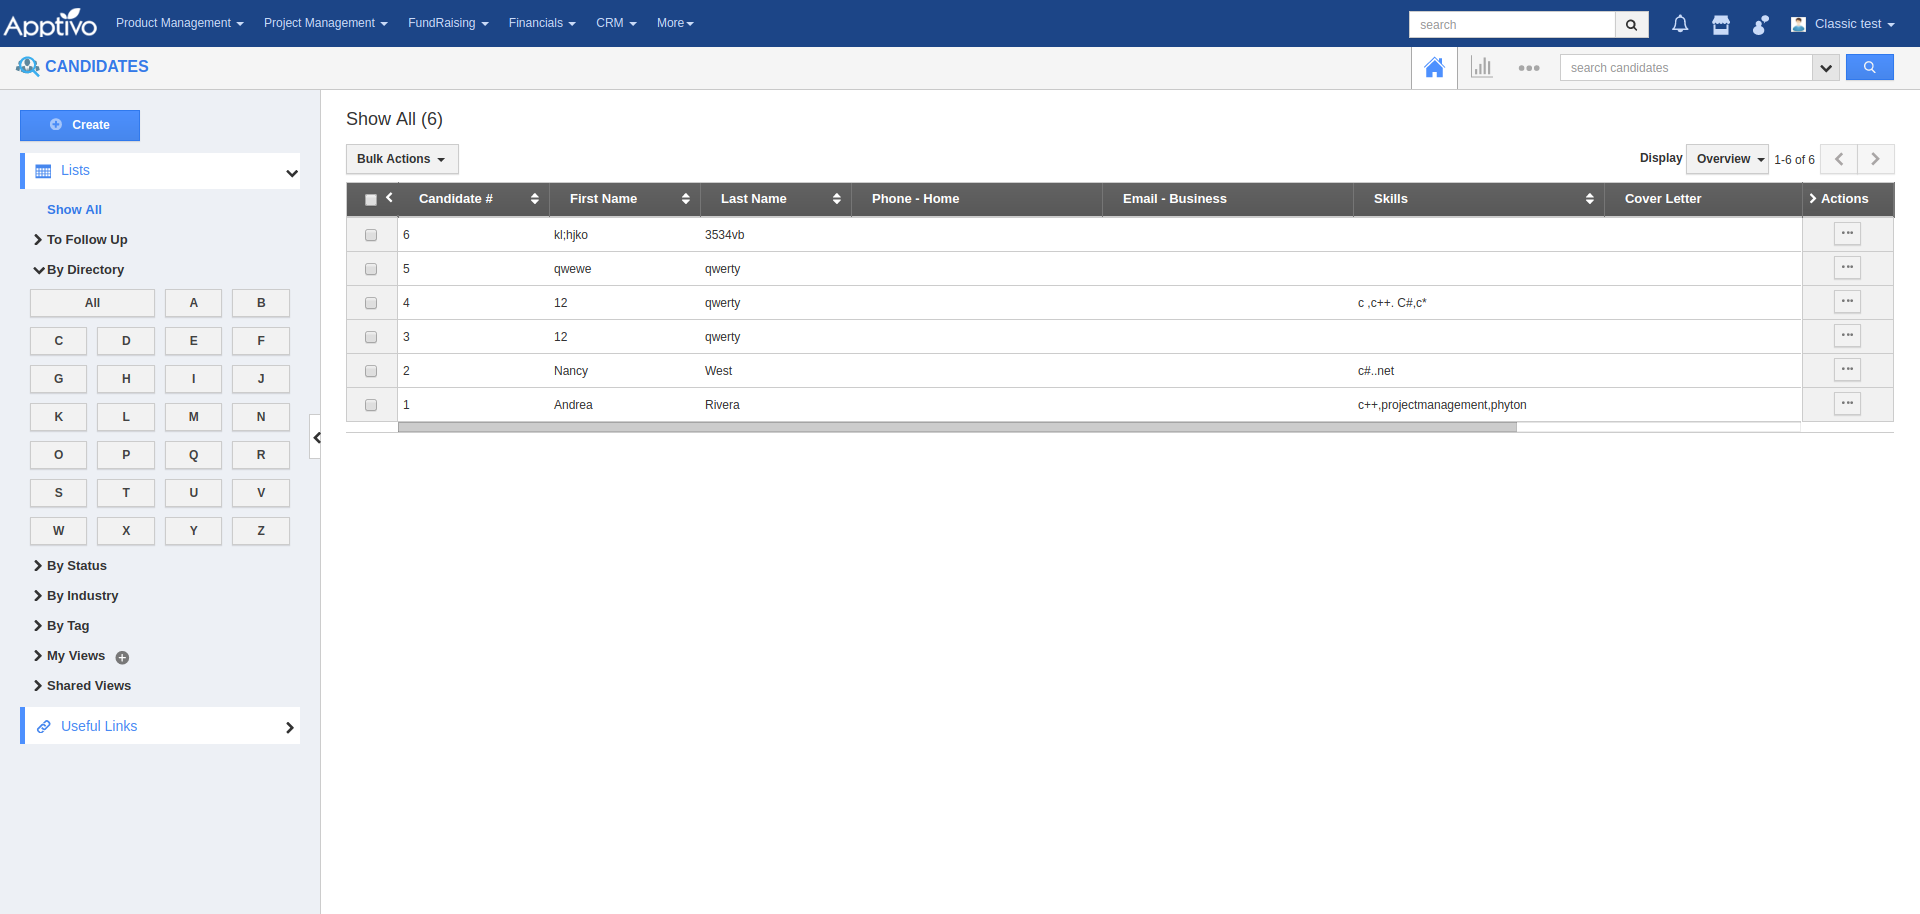 Apptivo Product Management Project Management FundRaising Financials CRM More search Classic test
CANDIDATES search candidates
Create
Lists
Show All
To Follow Up
By Directory
All A B
C D E F
G H I J
K L M N
O P Q R
S T U V
W X Y Z
By Status
By Industry
By Tag
My Views
Shared Views
Useful Links
Show All (6)
Bulk Actions Display Overview 1-6 of 6
Candidate # First Name Last Name Phone - Home Email - Business Skills Cover Letter Actions
6 kl;hjko 3534vb
5 qwewe qwerty
4 12 qwerty c ,c++. C#,c*
3 12 qwerty
2 Nancy West c#..net
1 Andrea Rivera c++,projectmanagement,phyton